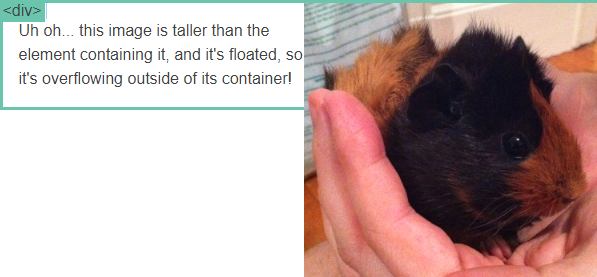 <div>
Uh oh... this image is taller than the
element containing it, and it's floated, so
it's overflowing outside of its container!